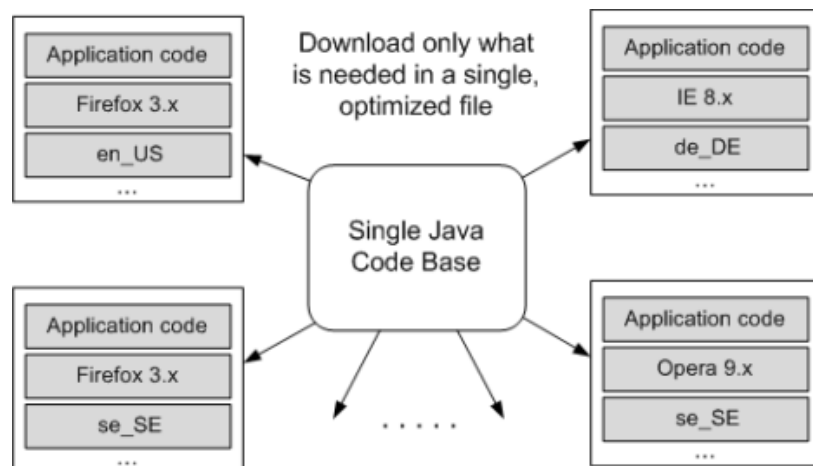 Application code
Firefox 3.x
en_US
...
Download only what
is needed in a single,
optimized file
Application code
IE 8.x
de_DE
...
Single Java
Code Base
Application code
Firefox 3.x
se_SE
...
. . . . .
Application code
Opera 9.x
se_SE
...